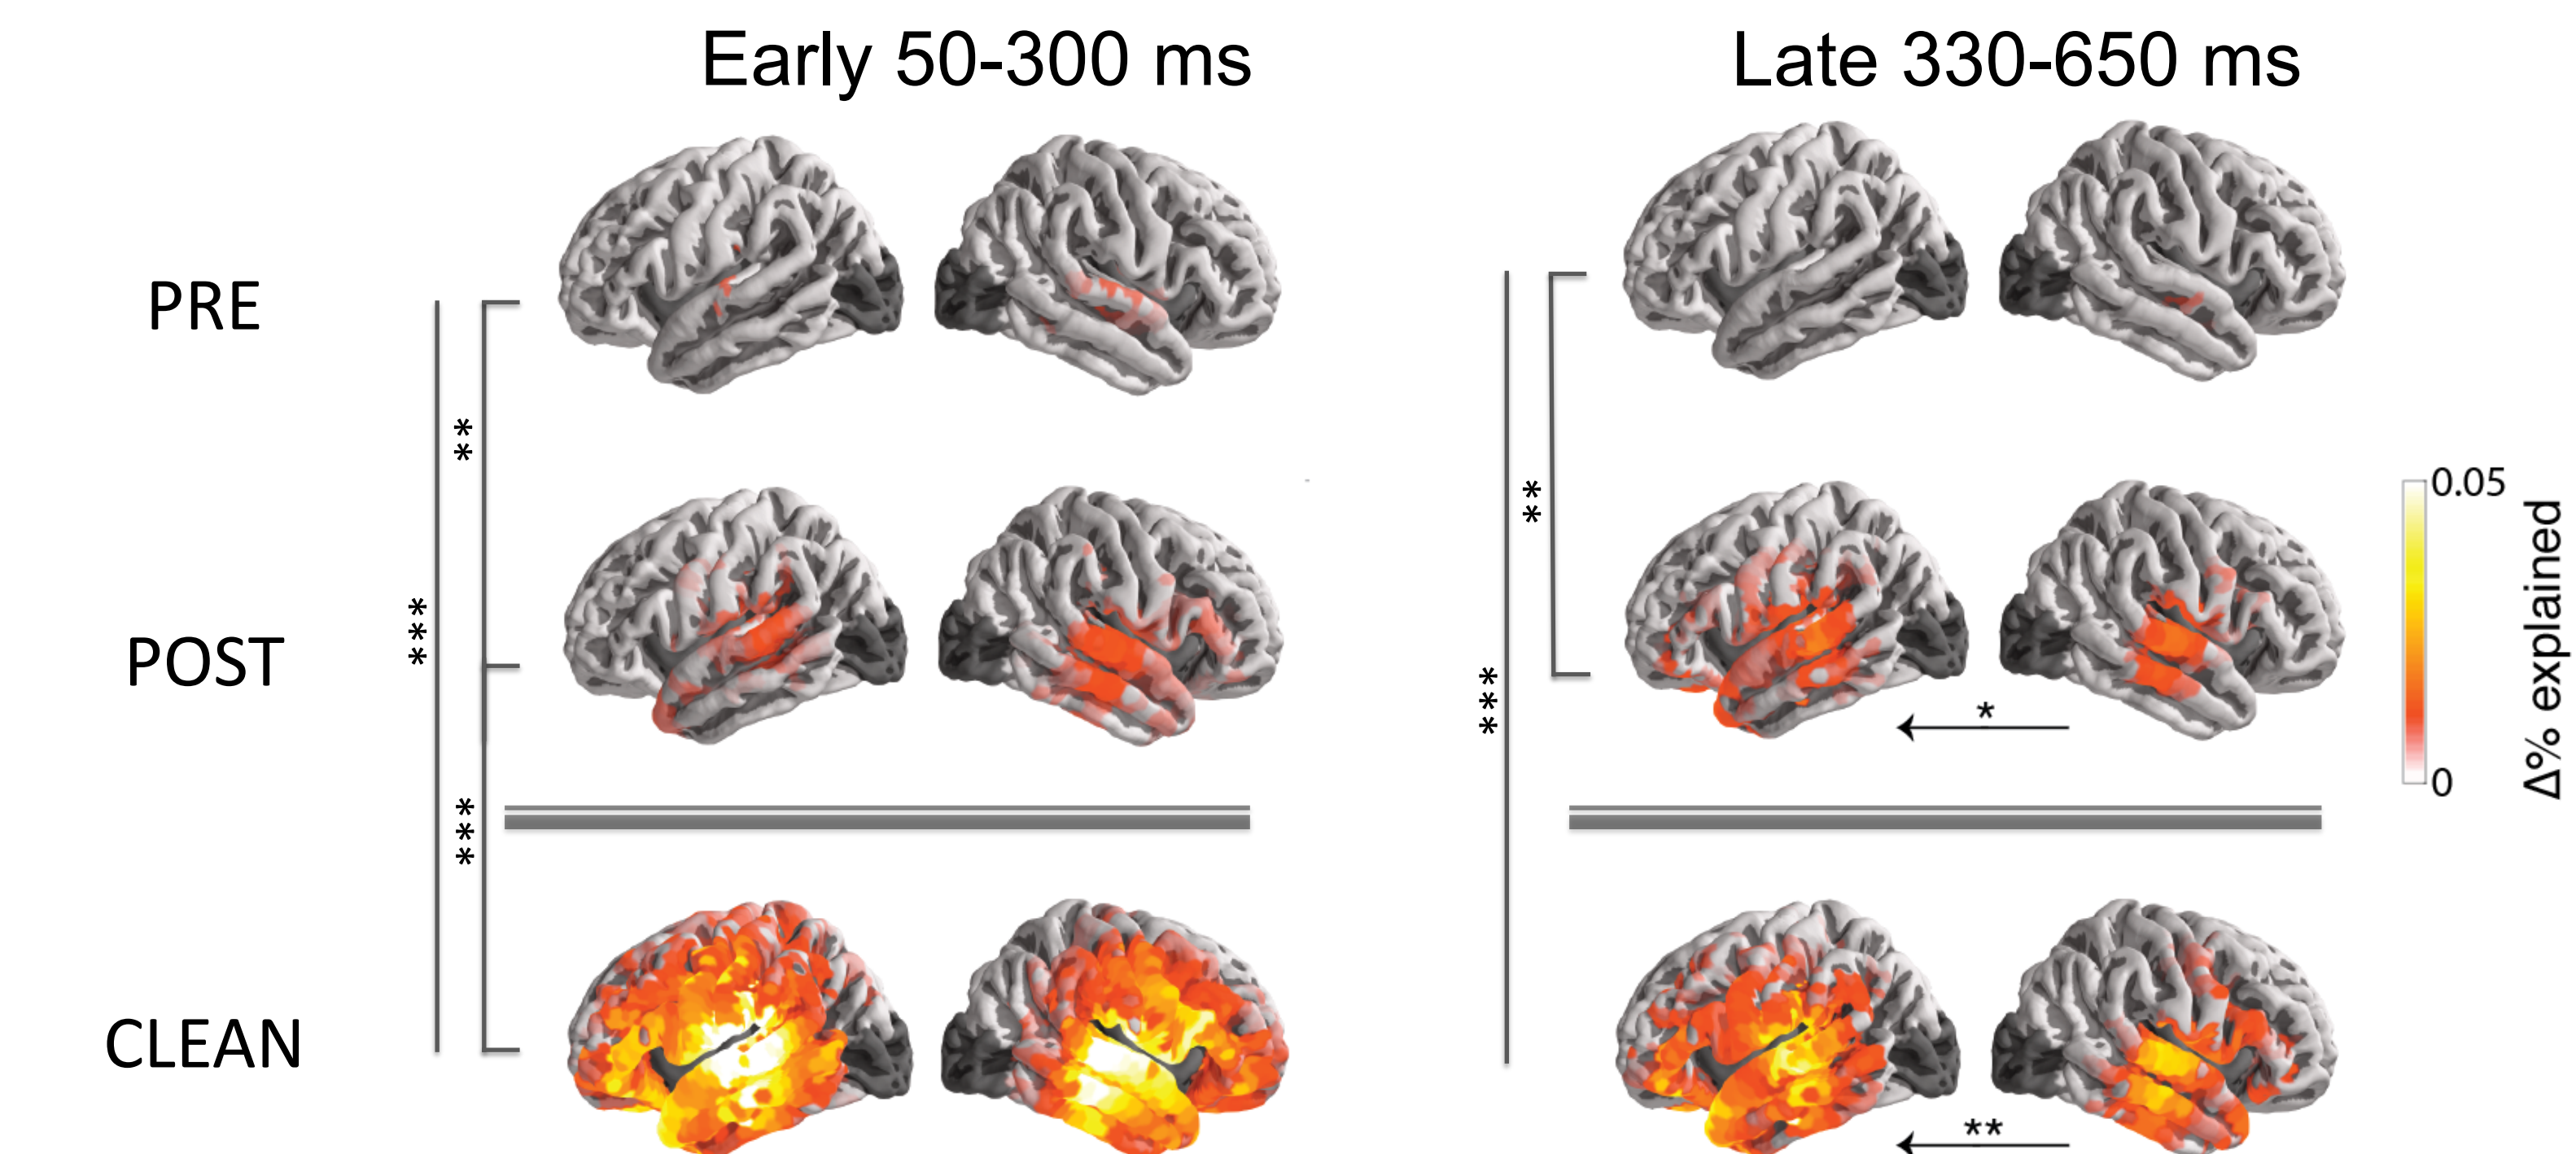 Early 50-300 ms
Late 330-650 ms
PRE
**
**
0.05
POST
***
***
*
Δ% explained
0
***
CLEAN
**